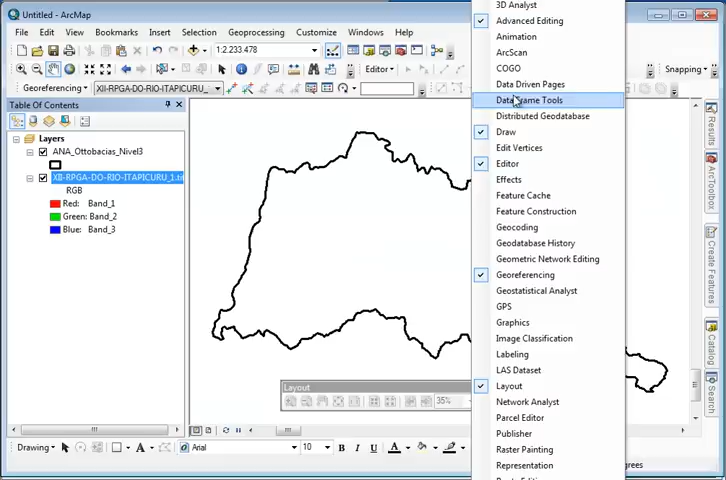 Untitled - ArcMap
File Edit View Bookmarks Insert Selection Geoprocessing Customize Windows Help
1:2.233.478
Editor
Snapping
Georeferencing XII-RPGA-DO-RIO-ITAPICURU_
Table Of Contents
Layers
ANA_Ottobacias_Nivel3
XII-RPGA-DO-RIO-ITAPICURU_1.tif
RGB
Red: Band_1
Green: Band_2
Blue: Band_3
3D Analyst
Advanced Editing
Animation
ArcScan
COGO
Data Driven Pages
Data Frame Tools
Distributed Geodatabase
Draw
Edit Vertices
Editor
Effects
Feature Cache
Feature Construction
Geocoding
Geodatabase History
Geometric Network Editing
Georeferencing
Geostatistical Analyst
GPS
Graphics
Image Classification
Labeling
LAS Dataset
Layout
Network Analyst
Parcel Editor
Publisher
Raster Painting
Representation
Layout
35%
Results
ArcToolbox
Create Features
Catalog
Search
Drawing
Arial
10
B I U A